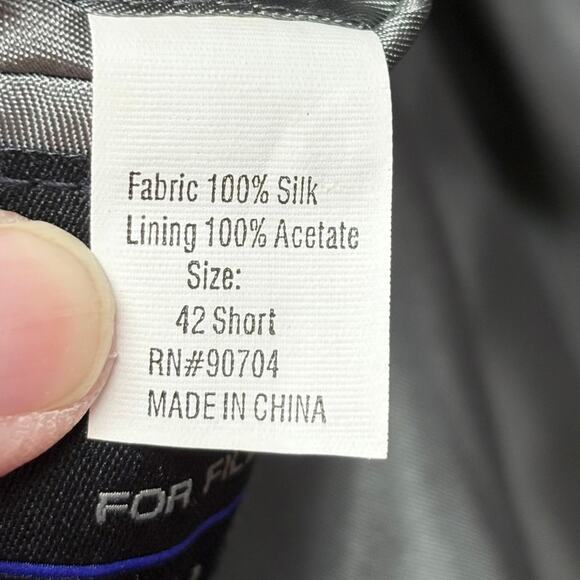 Fabric 100% Silk
Lining 100% Acetate
Size:
42 Short
RN#90704
MADE IN CHINA
FOR